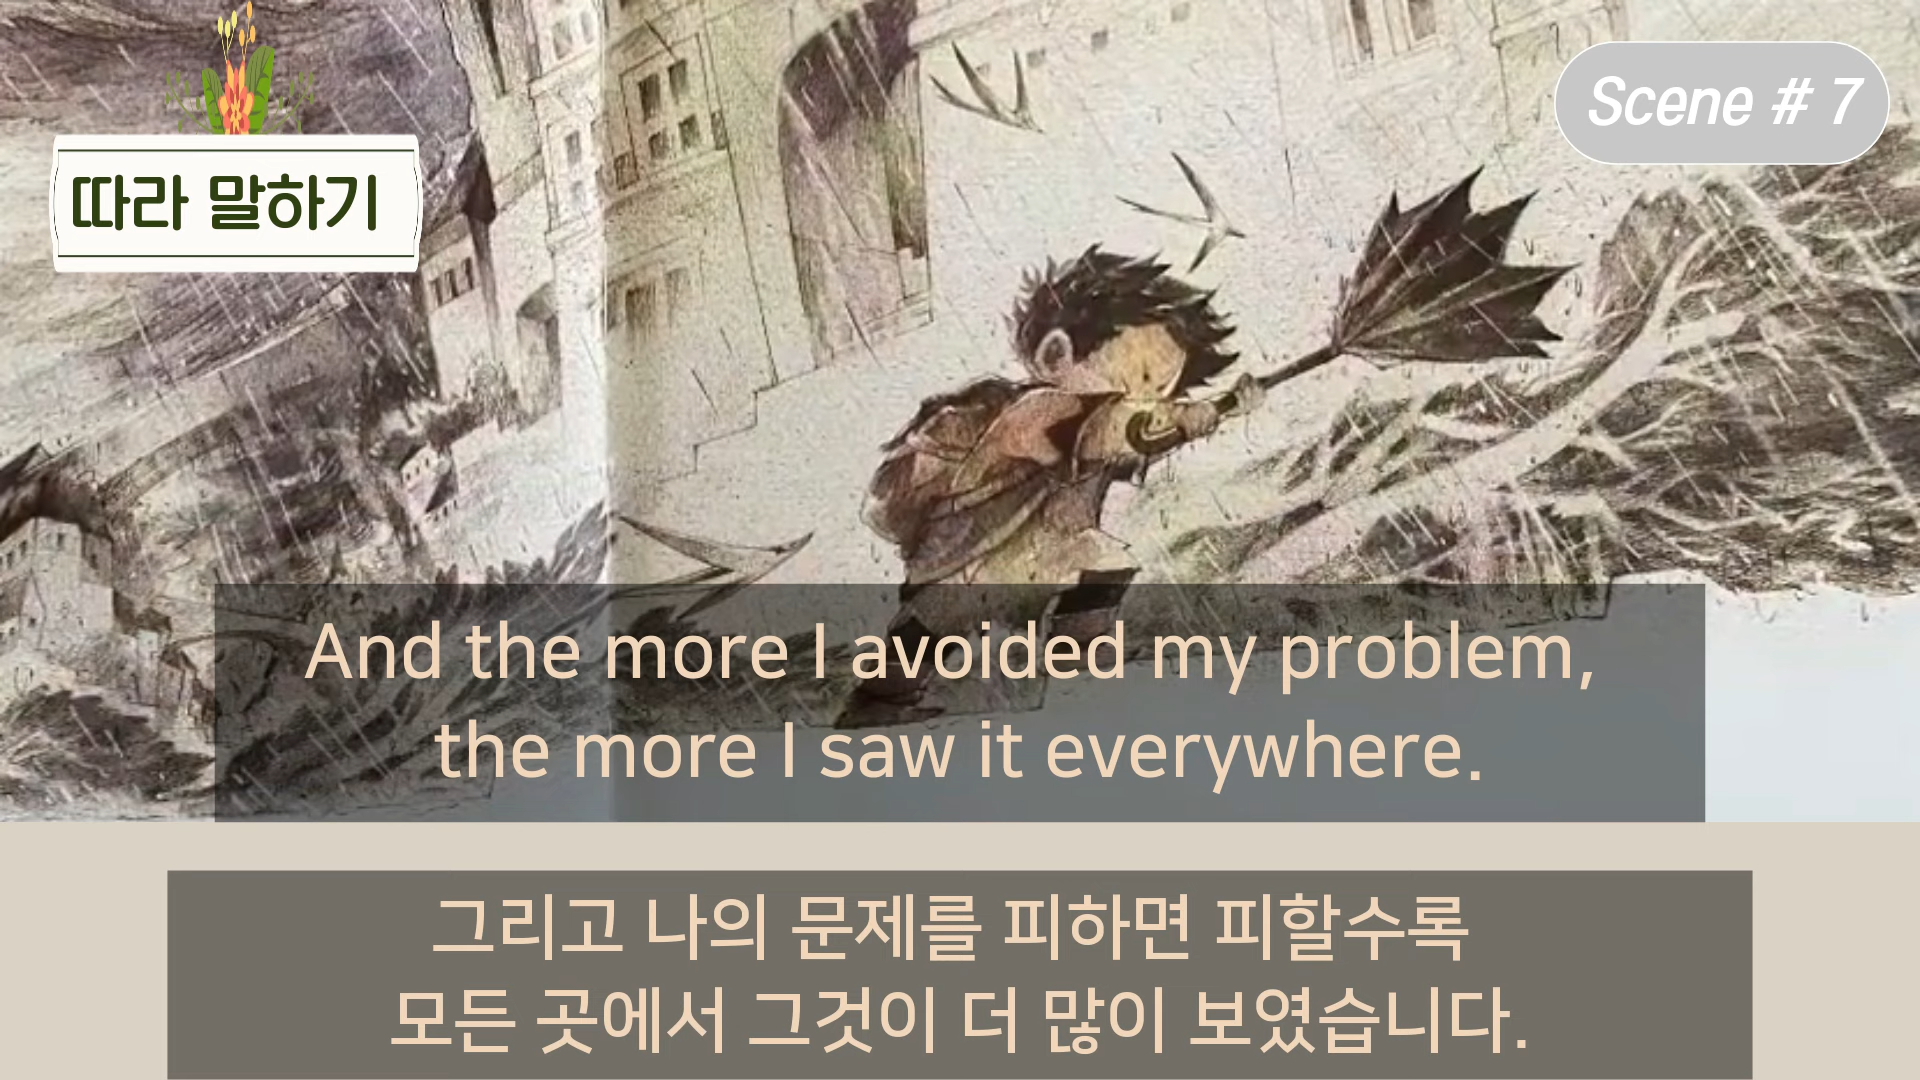 따라 말하기
Scene # 7
And the more I avoided my problem,
the more I saw it everywhere.
그리고 나의 문제를 피하면 피할수록
모든 곳에서 그것이 더 많이 보였습니다.